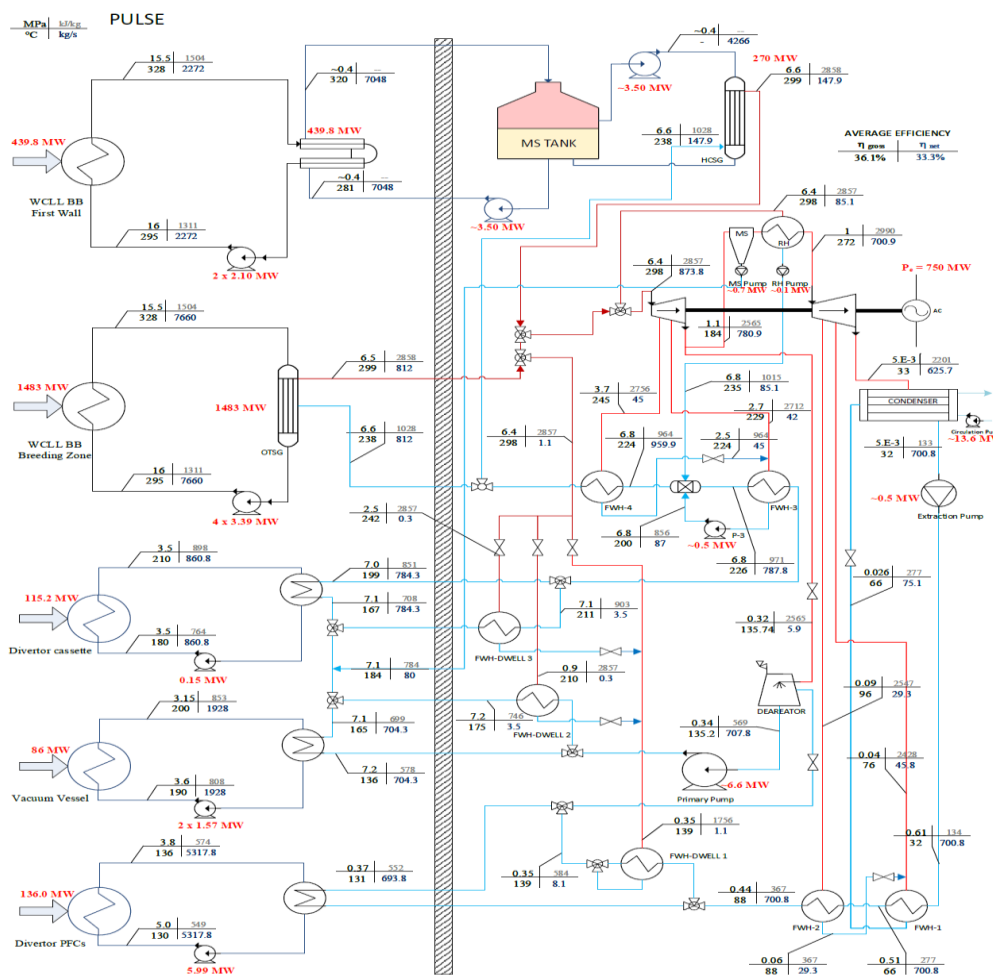 PULSE
MPa kJ/kg
°C kg/s
15.5 1504
328 2272
~0.4 --
320 7048
439.8 MW
439.8 MW
WCLL BB
First Wall
~0.4 --
281 7048
16 1311
295 2272
2 x 2.10 MW
~0.4 --
- 4266
~3.50 MW
270 MW
6.6 2858
299 147.9
MS TANK
6.6 1028
238 147.9
HCSG
~3.50 MW
AVERAGE EFFICIENCY
η gross η net
36.1% 33.3%
6.4 2857
298 85.1
MS
RH
6.4 2857
298 873.8
1 2990
272 700.9
MS Pump
~0.7 MW
RH Pump
~0.1 MW
Pe = 750 MW
AC
1.1 2565
184 780.9
5.E-3 2201
33 625.7
CONDENSER
~13.6 MW
5.E-3 133
32 700.8
~0.5 MW
Extraction Pump
15.5 1504
328 7660
1483 MW
WCLL BB
Breeding Zone
6.5 2858
299 812
1483 MW
OTSG
6.6 1028
238 812
16 1311
295 7660
4 x 3.39 MW
3.7 2756
245 45
6.8 1015
235 85.1
2.7 2712
229 42
6.4 2857
298 1.1
6.8 964
224 959.9
2.5 964
224 45
FWH-4
FWH-3
2.5 2857
242 0.3
6.8 856
200 87
~0.5 MW
P-3
6.8 971
226 787.8
0.026 277
66 75.1
3.5 898
210 860.8
7.0 851
199 784.3
7.1 708
167 784.3
115.2 MW
Divertor cassette
3.5 764
180 860.8
0.15 MW
7.1 903
211 3.5
FWH-DWELL 3
0.32 2565
135.74 5.9
7.1 784
184 80
0.9 2857
210 0.3
DEAREATOR
0.09 2547
96 29.3
3.15 853
200 1928
86 MW
Vacuum Vessel
7.1 699
165 704.3
7.2 746
175 3.5
FWH-DWELL 2
0.34 569
135.2 707.8
7.2 578
136 704.3
6.6 MW
Primary Pump
0.04 2428
76 45.8
3.6 808
190 1928
2 x 1.57 MW
3.8 574
136 5317.8
0.35 1756
139 1.1
0.61 134
32 700.8
136.0 MW
Divertor PFCs
0.37 552
131 693.8
0.35 584
139 8.1
FWH-DWELL 1
0.44 367
88 700.8
5.0 549
130 5317.8
5.99 MW
FWH-2
FWH-1
0.06 367
88 29.3
0.51 277
66 700.8